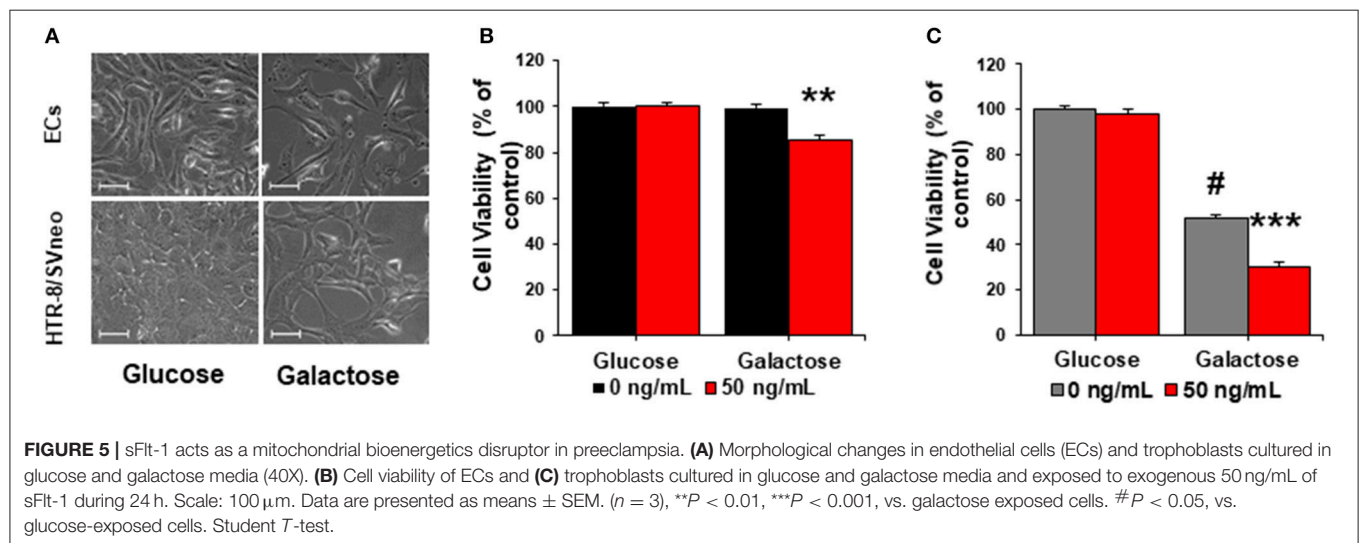 A
ECs
HTR-8/SVneo
Glucose
Galactose
B
Cell Viability (% of
control)
120
100
80
60
40
20
0
**
Glucose
Galactose
0 ng/mL
50 ng/mL
C
Cell Viability (% of
control)
120
100
80
60
40
20
0
#
***
Glucose
Galactose
0 ng/mL
50 ng/mL
FIGURE 5 | sFlt-1 acts as a mitochondrial bioenergetics disruptor in preeclampsia. (A) Morphological changes in endothelial cells (ECs) and trophoblasts cultured in
glucose and galactose media (40X). (B) Cell viability of ECs and (C) trophoblasts cultured in glucose and galactose media and exposed to exogenous 50 ng/mL of
sFlt-1 during 24 h. Scale: 100 μm. Data are presented as means ± SEM. (n = 3), **P < 0.01, ***P < 0.001, vs. galactose exposed cells. #P < 0.05, vs.
glucose-exposed cells. Student T-test.